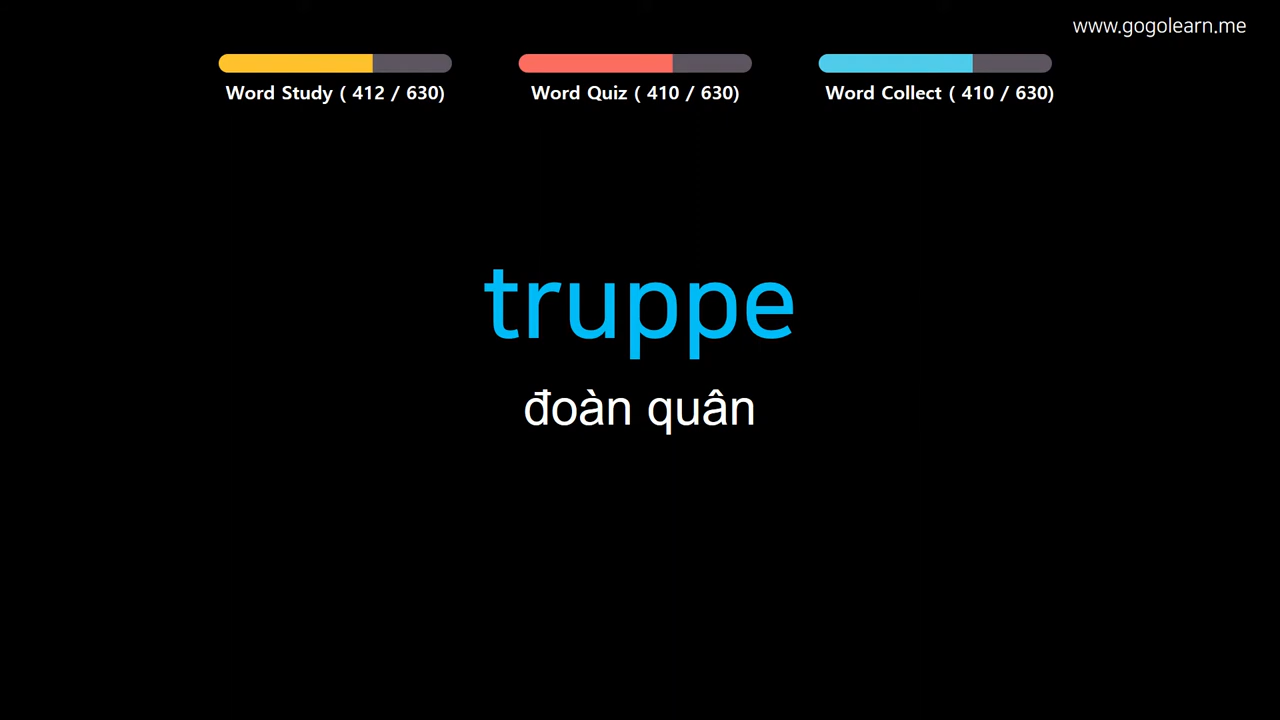 www.gogolearn.me
Word Study ( 412 / 630)
Word Quiz ( 410 / 630)
Word Collect ( 410 / 630)
truppe
đoàn quân